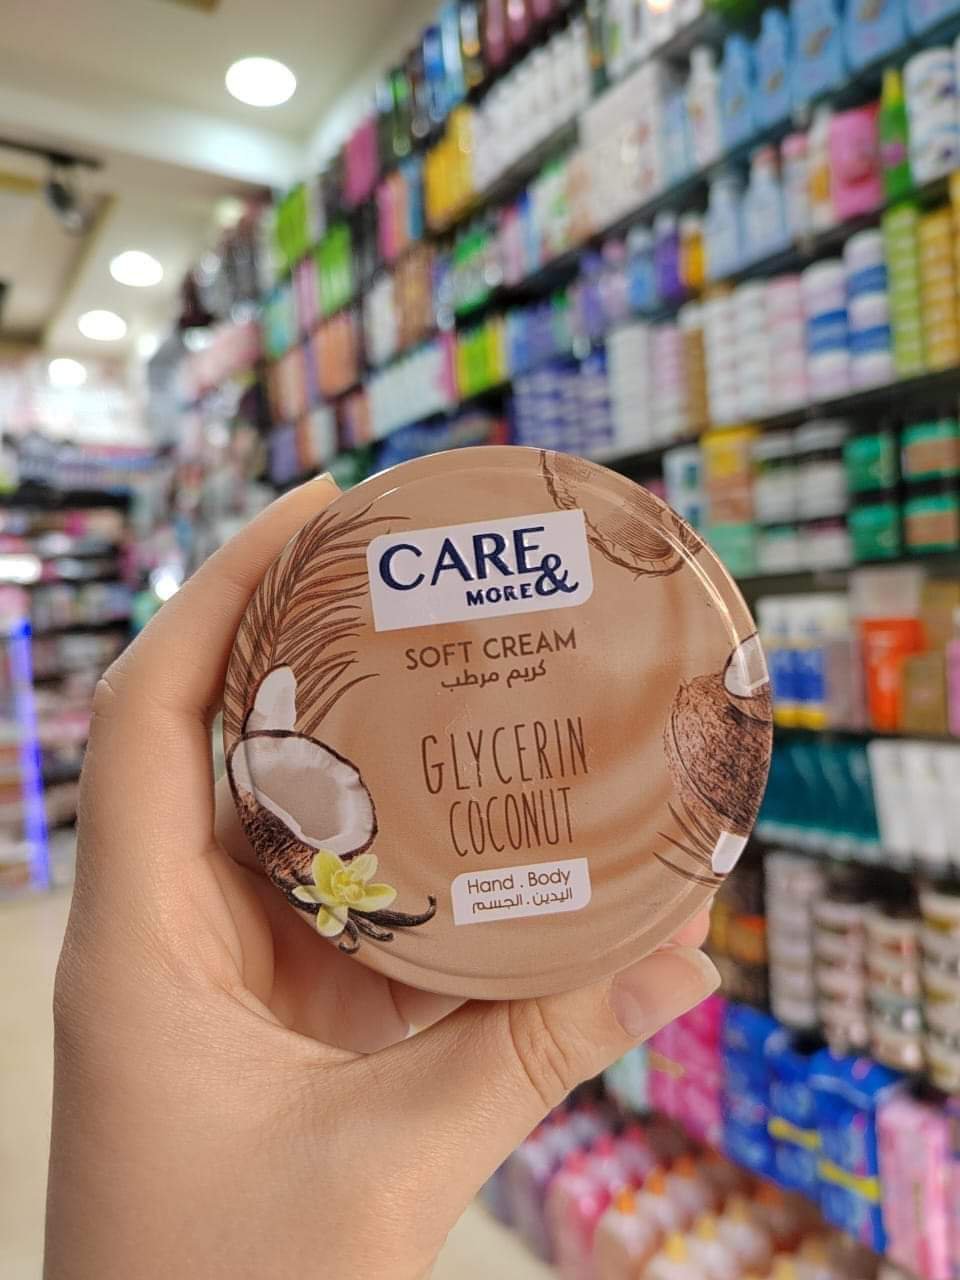 CARE
MORE &
SOFT CREAM
كريم مرطب
GLYCERIN
COCONUT
Hand . Body
اليدين . الجسم